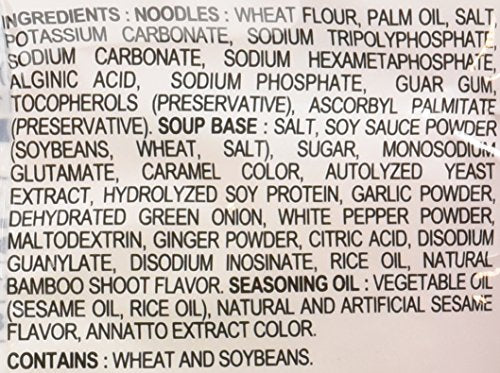 INGREDIENTS : NOODLES : WHEAT FLOUR, PALM OIL, SALT
POTASSIUM CARBONATE, SODIUM TRIPOLYPHOSPHATE
SODIUM CARBONATE, SODIUM HEXAMETAPHOSPHATE,
ALGINIC ACID, SODIUM PHOSPHATE, GUAR GUM,
TOCOPHEROLS (PRESERVATIVE), ASCORBYL PALMITATE
(PRESERVATIVE). SOUP BASE : SALT, SOY SAUCE POWDER
(SOYBEANS, WHEAT, SALT), SUGAR, MONOSODIUM
GLUTAMATE, CARAMEL COLOR, AUTOLYZED YEAST
EXTRACT, HYDROLYZED SOY PROTEIN, GARLIC POWDER,
DEHYDRATED GREEN ONION, WHITE PEPPER POWDER,
MALTODEXTRIN, GINGER POWDER, CITRIC ACID, DISODIUM
GUANYLATE, DISODIUM INOSINATE, RICE OIL, NATURAL
BAMBOO SHOOT FLAVOR. SEASONING OIL : VEGETABLE OIL
(SESAME OIL, RICE OIL), NATURAL AND ARTIFICIAL SESAME
FLAVOR, ANNATTO EXTRACT COLOR.
CONTAINS : WHEAT AND SOYBEANS.